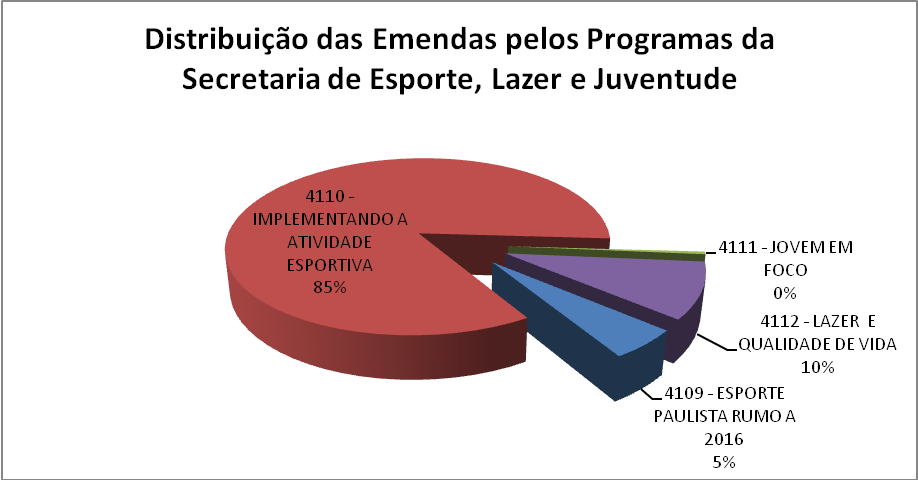 Distribuição das Emendas pelos Programas da
Secretaria de Esporte, Lazer e Juventude
4110 -
IMPLEMENTANDO A
ATIVIDADE
ESPORTIVA
85%
4111 - JOVEM EM
FOCO
0%
4112 - LAZER E
QUALIDADE DE VIDA
10%
4109 - ESPORTE
PAULISTA RUMO A
2016
5%